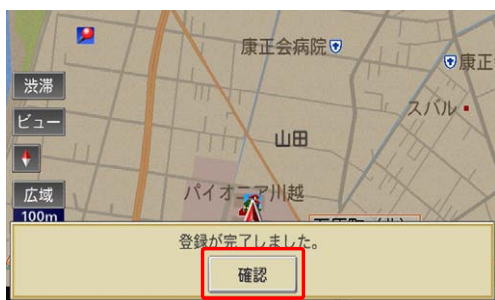 康正会病院
康正
渋滞
スバル
ビュー
山田
広域
パイオニア川越
100m
登録が完了しました。
確認